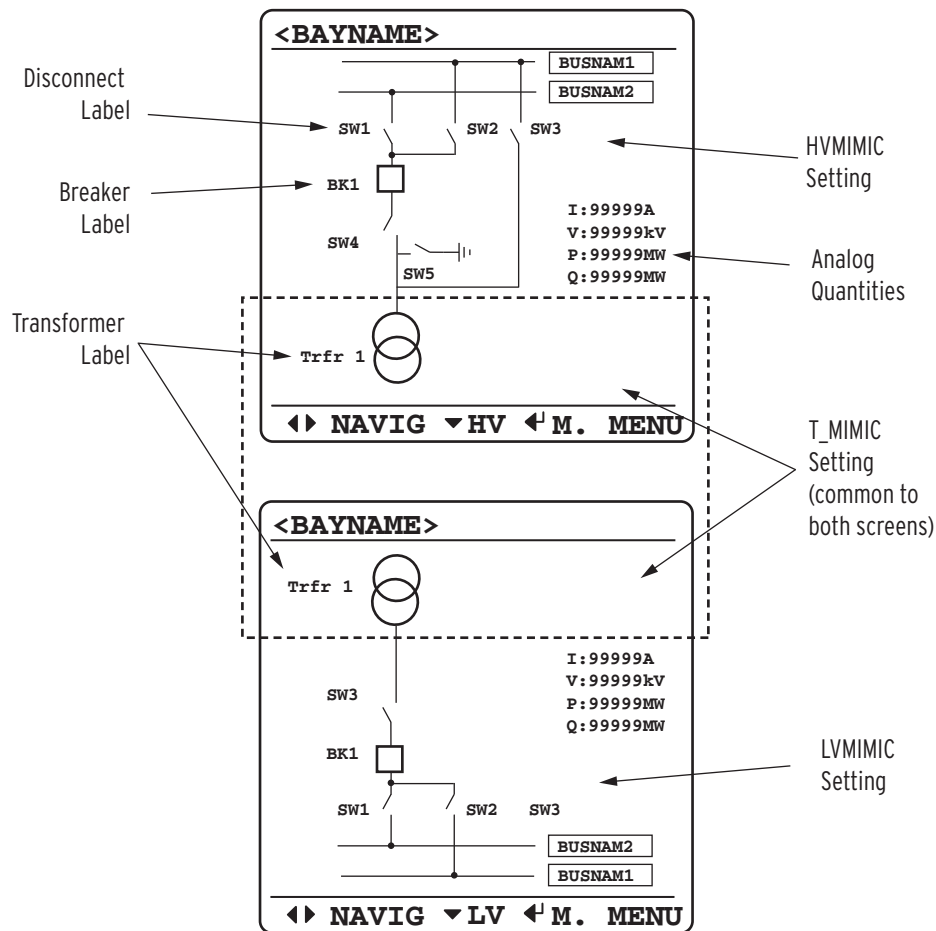 <BAYNAME>
BUSNAM1
BUSNAM2
Disconnect
Label
SW1
SW2
SW3
HVMIMIC
Setting
Breaker
Label
BK1
I:99999A
V:99999kV
P:99999MW
Q:99999MW
Analog
Quantities
SW4
SW5
Transformer
Label
Trfr 1
NAVIG HV M. MENU
T_MIMIC
Setting
(common to
both screens)
<BAYNAME>
Trfr 1
I:99999A
V:99999kV
P:99999MW
Q:99999MW
SW3
BK1
LVMIMIC
Setting
SW1
SW2
SW3
BUSNAM2
BUSNAM1
NAVIG LV M. MENU